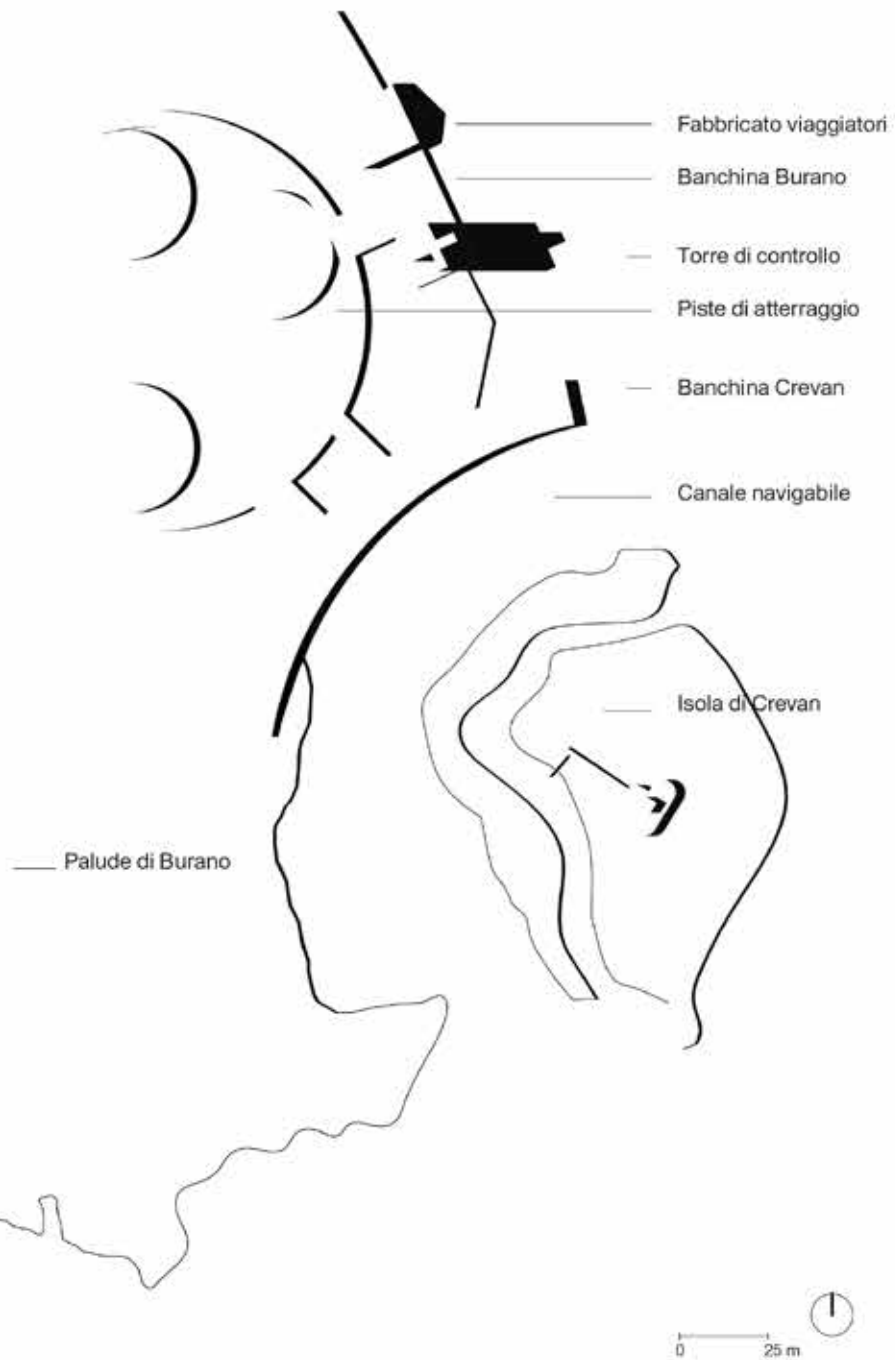 Fabbricato viaggiatori
Banchina Burano
Torre di controllo
Piste di atterraggio
Banchina Crevan
Canale navigabile
Isola di Crevan
Palude di Burano
0 25 m